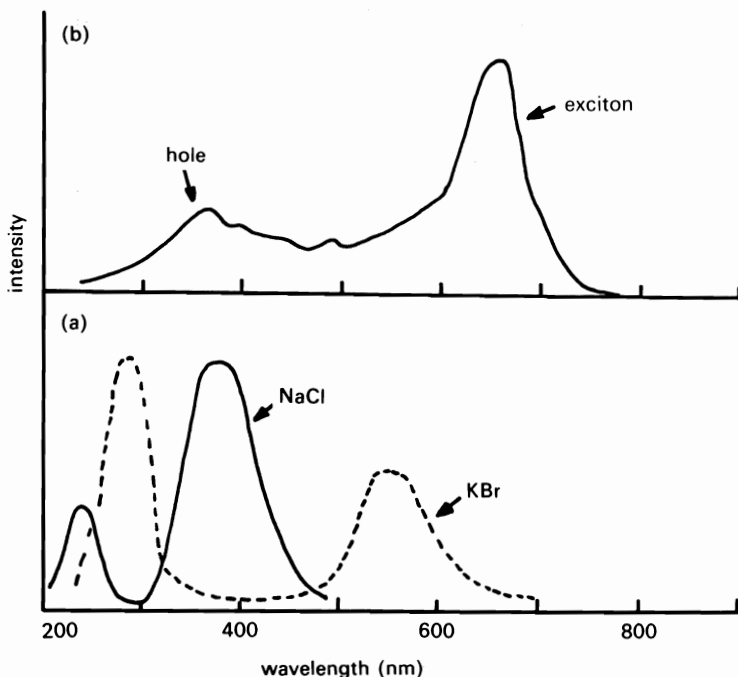 (b)
exciton
hole
intensity
(a)
NaCl
KBr
200 400 600 800
wavelength (nm)